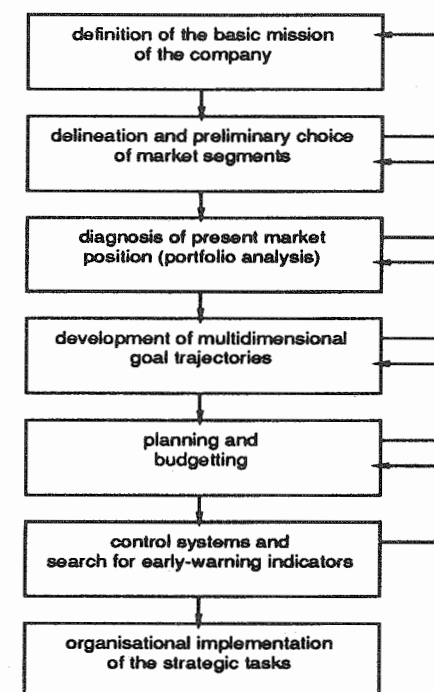 definition of the basic mission
of the company
delineation and preliminary choice
of market segments
diagnosis of present market
position (portfolio analysis)
development of multidimensional
goal trajectories
planning and
budgetting
control systems and
search for early-warning indicators
organisational implementation
of the strategic tasks